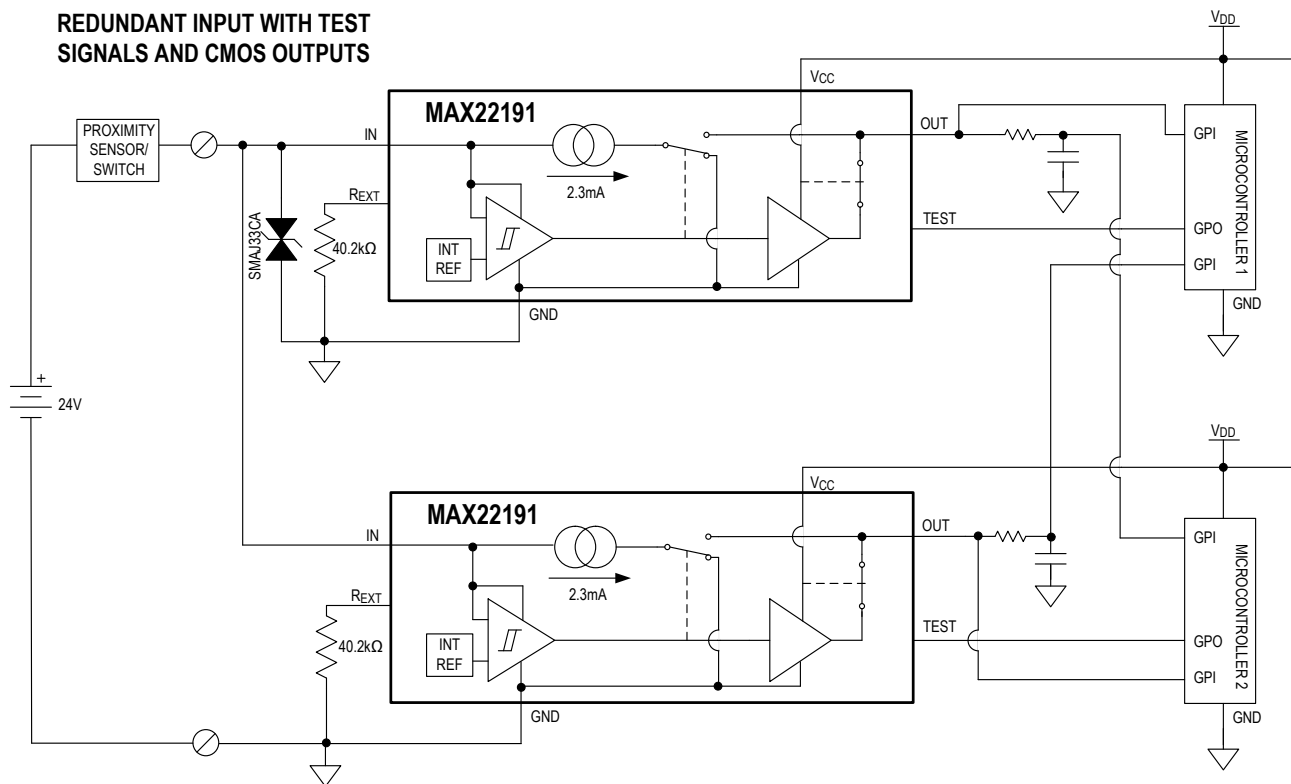 REDUNDANT INPUT WITH TEST
SIGNALS AND CMOS OUTPUTS
VDD
VCC
MAX22191
PROXIMITY
SENSOR/
SWITCH
IN
OUT
GPI
MICROCONTROLLER 1
2.3mA
REXT
SMAJ33CA
40.2kΩ
INT
REF
TEST
GPO
GPI
GND
GND
+
24V
VDD
VCC
MAX22191
IN
OUT
GPI
MICROCONTROLLER 2
2.3mA
REXT
40.2kΩ
INT
REF
TEST
GPO
GPI
GND
GND